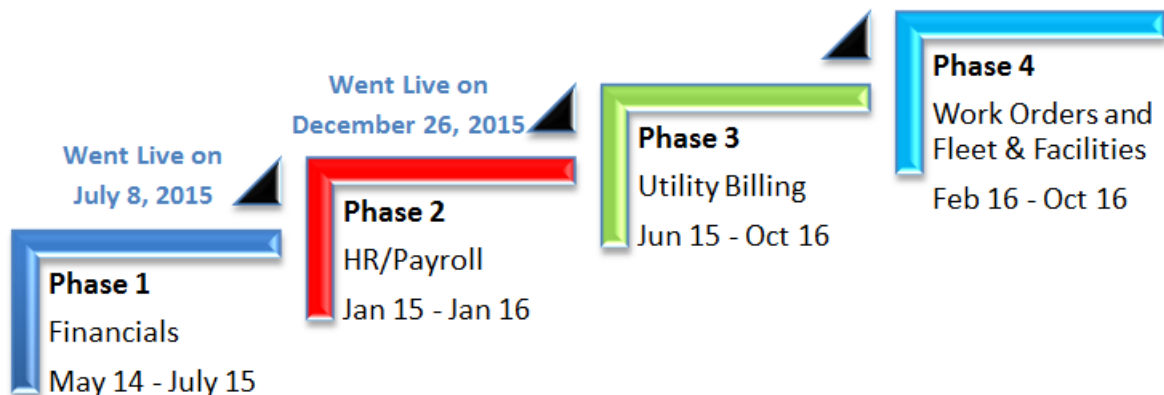 Went Live on
July 8, 2015
Phase 1
Financials
May 14 - July 15
Went Live on
December 26, 2015
Phase 2
HR/Payroll
Jan 15 - Jan 16
Phase 3
Utility Billing
Jun 15 - Oct 16
Phase 4
Work Orders and
Fleet & Facilities
Feb 16 - Oct 16